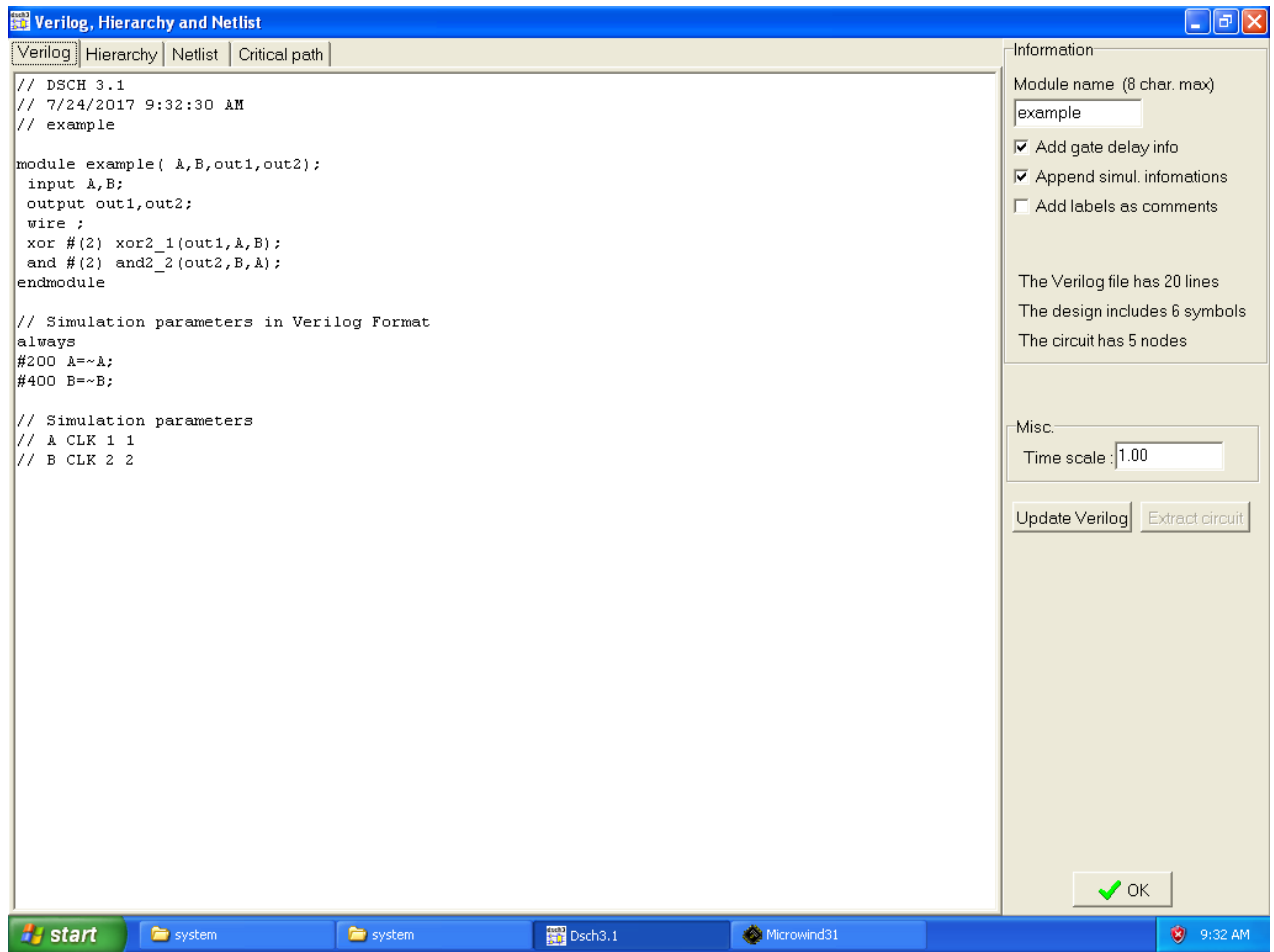 Verilog, Hierarchy and Netlist
Verilog Hierarchy Netlist Critical path
// DSCH 3.1
// 7/24/2017 9:32:30 AM
// example
module example( A,B,out1,out2);
input A,B;
output out1,out2;
wire ;
xor #(2) xor2_1(out1,A,B);
and #(2) and2_2(out2,B,A);
endmodule
// Simulation parameters in Verilog Format
always
#200 A=~A;
#400 B=~B;
// Simulation parameters
// A CLK 1 1
// B CLK 2 2
Information
Module name (8 char. max)
example
Add gate delay info
Append simul. infomations
Add labels as comments
The Verilog file has 20 lines
The design includes 6 symbols
The circuit has 5 nodes
Misc.
Time scale : 1.00
Update Verilog Extract circuit
OK
start system system Dsch3.1 Microwind31 9:32 AM